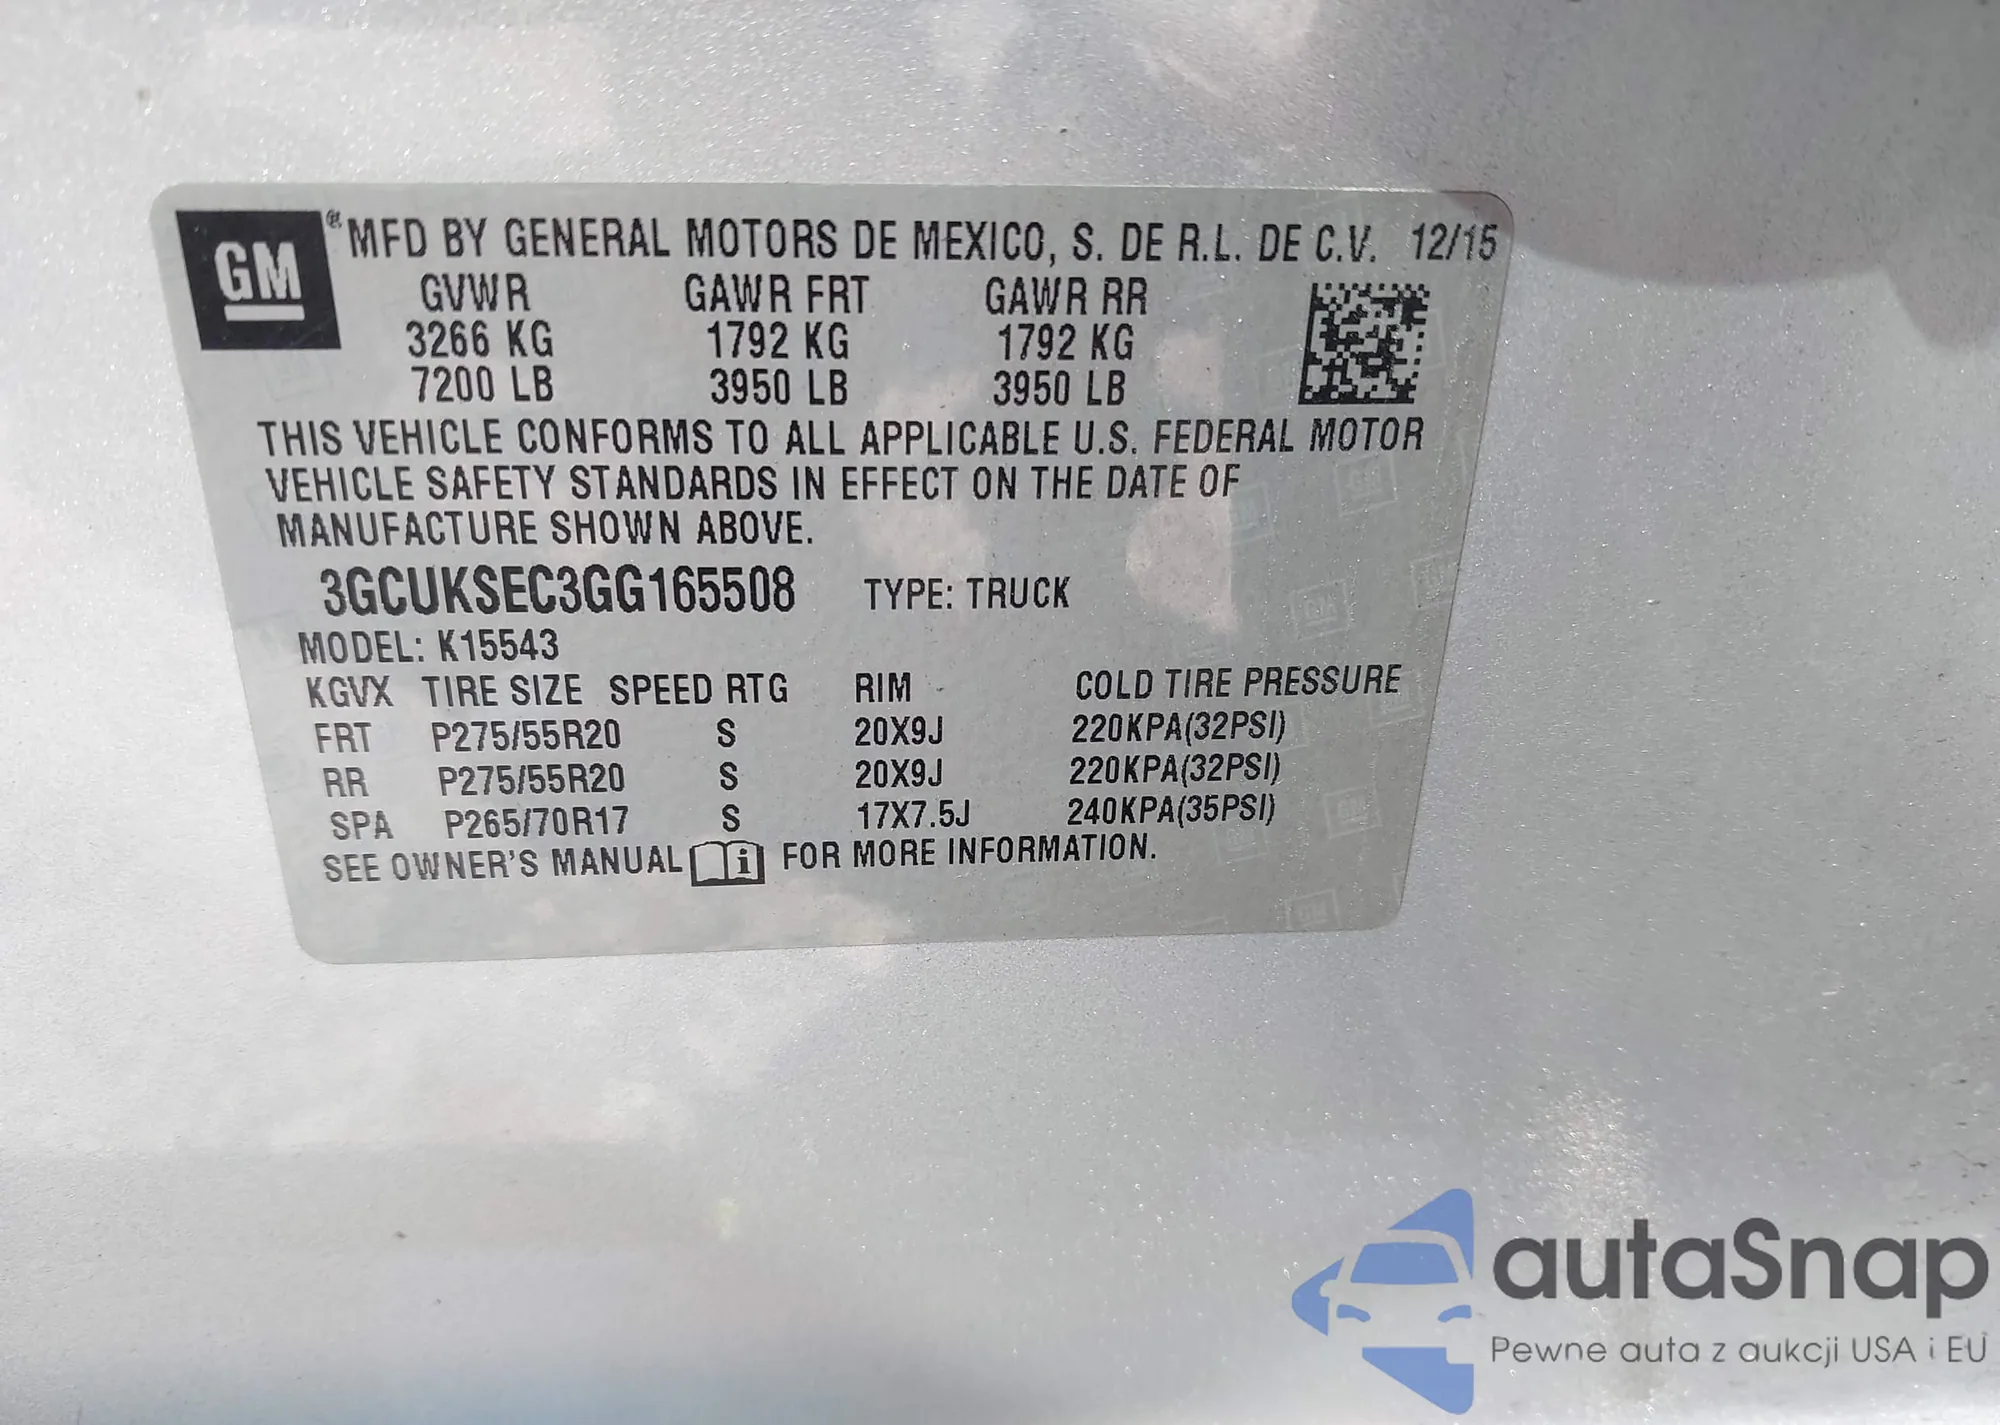 GM ® MFD BY GENERAL MOTORS DE MEXICO, S. DE R.L. DE C.V. 12/15
GVWR GAWR FRT GAWR RR
3266 KG 1792 KG 1792 KG
7200 LB 3950 LB 3950 LB
THIS VEHICLE CONFORMS TO ALL APPLICABLE U.S. FEDERAL MOTOR
VEHICLE SAFETY STANDARDS IN EFFECT ON THE DATE OF
MANUFACTURE SHOWN ABOVE.
3GCUKSEC3GG165508 TYPE: TRUCK
MODEL: K15543
KGVX TIRE SIZE SPEED RTG RIM COLD TIRE PRESSURE
FRT P275/55R20 S 20X9J 220KPA(32PSI)
RR P275/55R20 S 20X9J 220KPA(32PSI)
SPA P265/70R17 S 17X7.5J 240KPA(35PSI)
SEE OWNER'S MANUAL i FOR MORE INFORMATION.
autaSnap
Pewne auta z aukcji USA i EU